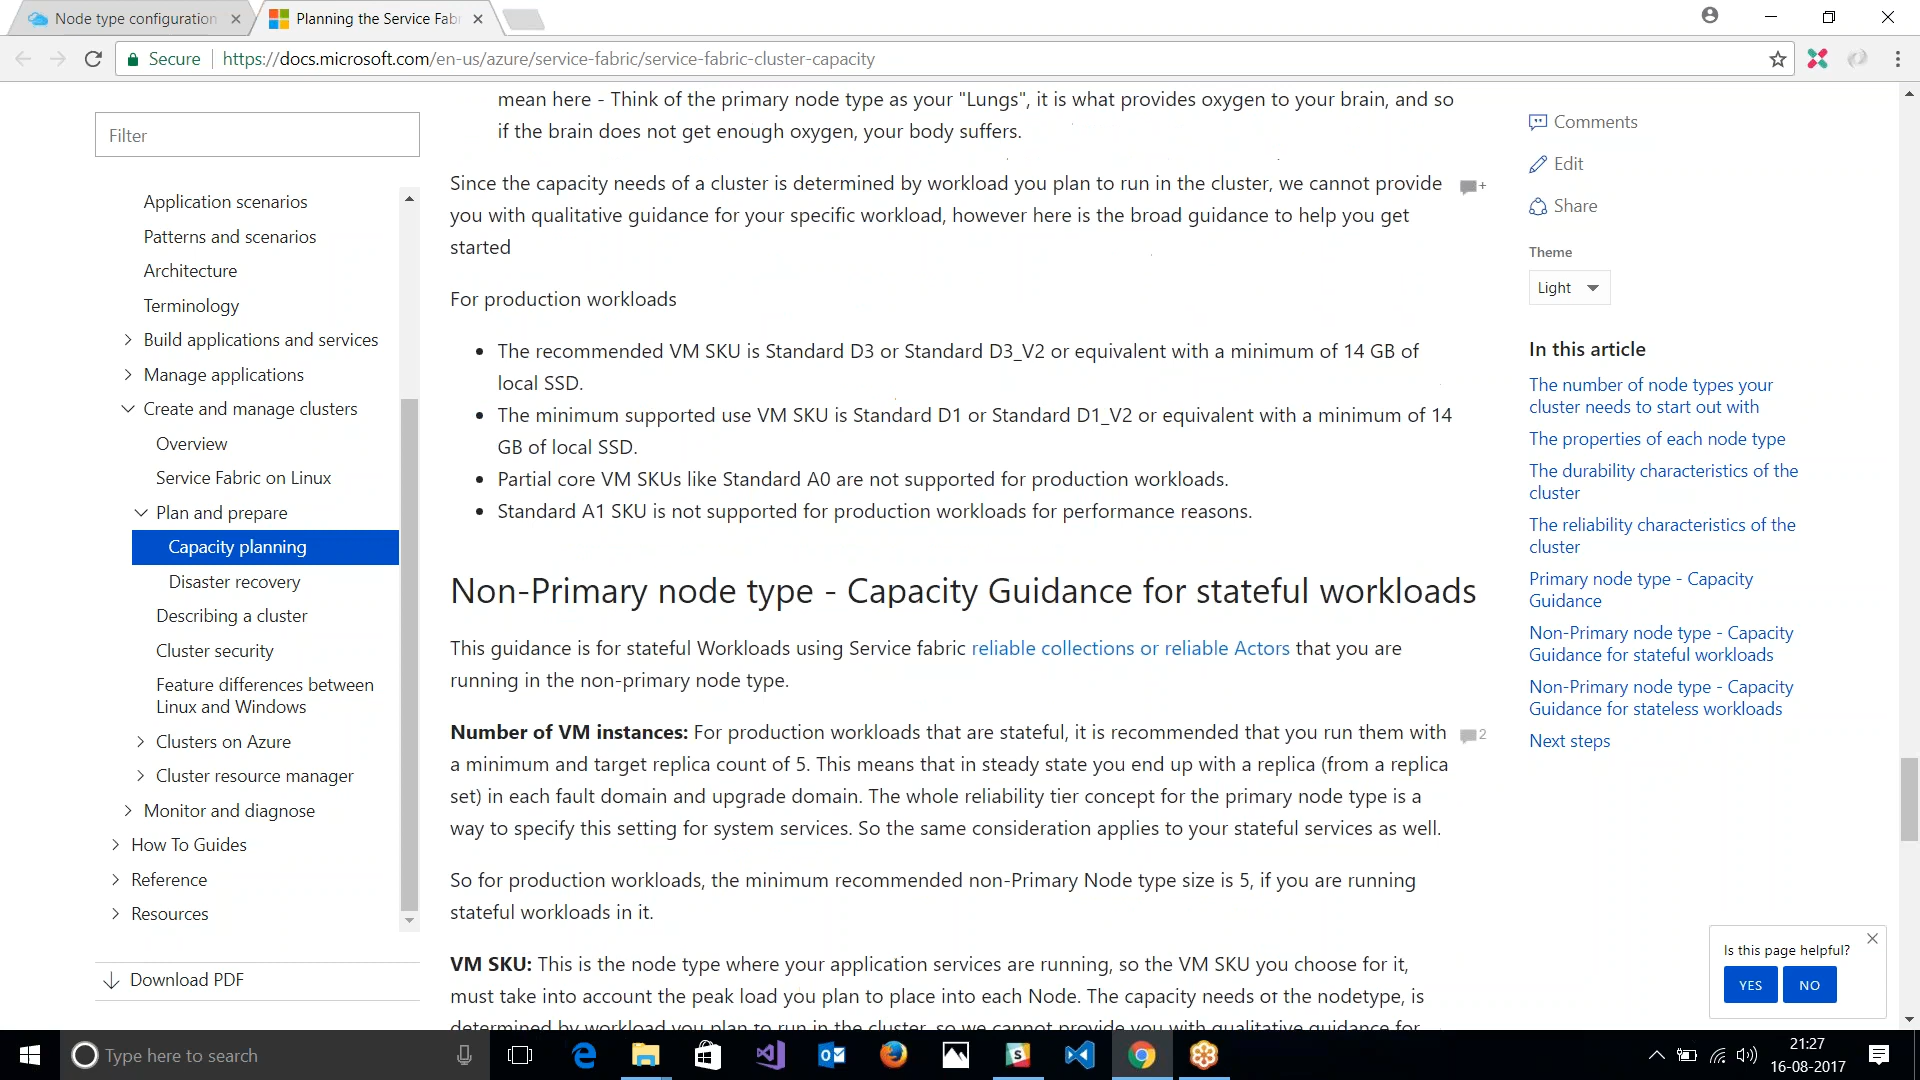 Node type configuration
Planning the Service Fabr
Secure
https://docs.microsoft.com/en-us/azure/service-fabric/service-fabric-cluster-capacity
Filter
Application scenarios
Patterns and scenarios
Architecture
Terminology
Build applications and services
Manage applications
Create and manage clusters
Overview
Service Fabric on Linux
Plan and prepare
Capacity planning
Disaster recovery
Describing a cluster
Cluster security
Feature differences between
Linux and Windows
Clusters on Azure
Cluster resource manager
Monitor and diagnose
How To Guides
Reference
Resources
Download PDF
mean here - Think of the primary node type as your "Lungs", it is what provides oxygen to your brain, and so
if the brain does not get enough oxygen, your body suffers.
Since the capacity needs of a cluster is determined by workload you plan to run in the cluster, we cannot provide
you with qualitative guidance for your specific workload, however here is the broad guidance to help you get
started
For production workloads
The recommended VM SKU is Standard D3 or Standard D3_V2 or equivalent with a minimum of 14 GB of
local SSD.
The minimum supported use VM SKU is Standard D1 or Standard D1_V2 or equivalent with a minimum of 14
GB of local SSD.
Partial core VM SKUs like Standard A0 are not supported for production workloads.
Standard A1 SKU is not supported for production workloads for performance reasons.
Non-Primary node type - Capacity Guidance for stateful workloads
This guidance is for stateful Workloads using Service fabric reliable collections or reliable Actors that you are
running in the non-primary node type.
Number of VM instances: For production workloads that are stateful, it is recommended that you run them with
2
a minimum and target replica count of 5. This means that in steady state you end up with a replica (from a replica
set) in each fault domain and upgrade domain. The whole reliability tier concept for the primary node type is a
way to specify this setting for system services. So the same consideration applies to your stateful services as well.
So for production workloads, the minimum recommended non-Primary Node type size is 5, if you are running
stateful workloads in it.
VM SKU: This is the node type where your application services are running, so the VM SKU you choose for it,
must take into account the peak load you plan to place into each Node. The capacity needs of the nodetype, is
determined by workload you plan to run in the cluster, so we cannot provide you with qualitative guidance for
Comments
Edit
Share
Theme
Light
In this article
The number of node types your
cluster needs to start out with
The properties of each node type
The durability characteristics of the
cluster
The reliability characteristics of the
cluster
Primary node type - Capacity
Guidance
Non-Primary node type - Capacity
Guidance for stateful workloads
Non-Primary node type - Capacity
Guidance for stateless workloads
Next steps
Is this page helpful?
YES
NO
Type here to search
21:27
16-08-2017